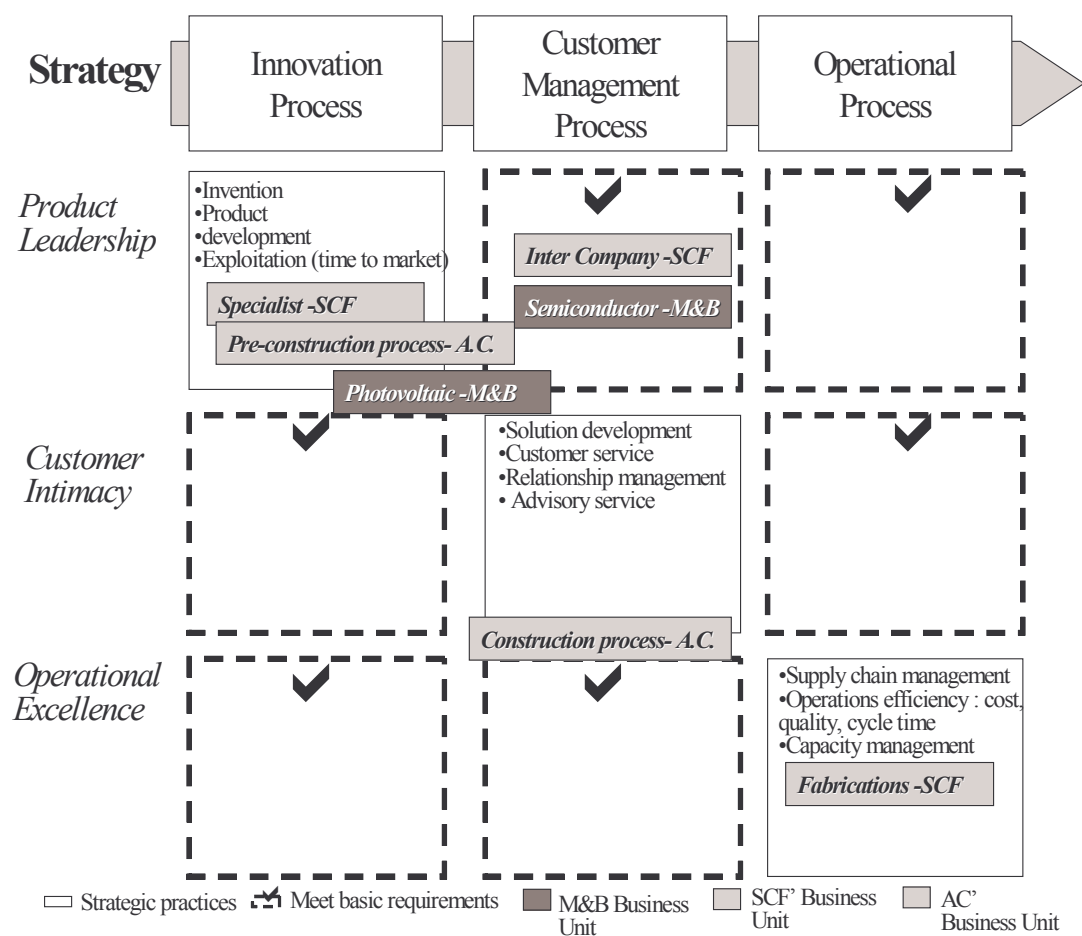 Strategy
Innovation
Process
Customer
Management
Process
Operational
Process
Product
Leadership
•Invention
•Product
•development
•Exploitation (time to market)
Specialist -SCF
Pre-construction process- A.C.
Photovoltaic -M&B
Inter Company -SCF
Semiconductor -M&B
Customer
Intimacy
•Solution development
•Customer service
•Relationship management
• Advisory service
Construction process- A.C.
Operational
Excellence
•Supply chain management
•Operations efficiency : cost,
quality, cycle time
•Capacity management
Fabrications -SCF
Strategic practices
Meet basic requirements
M&B Business
Unit
SCF' Business
Unit
AC'
Business Unit